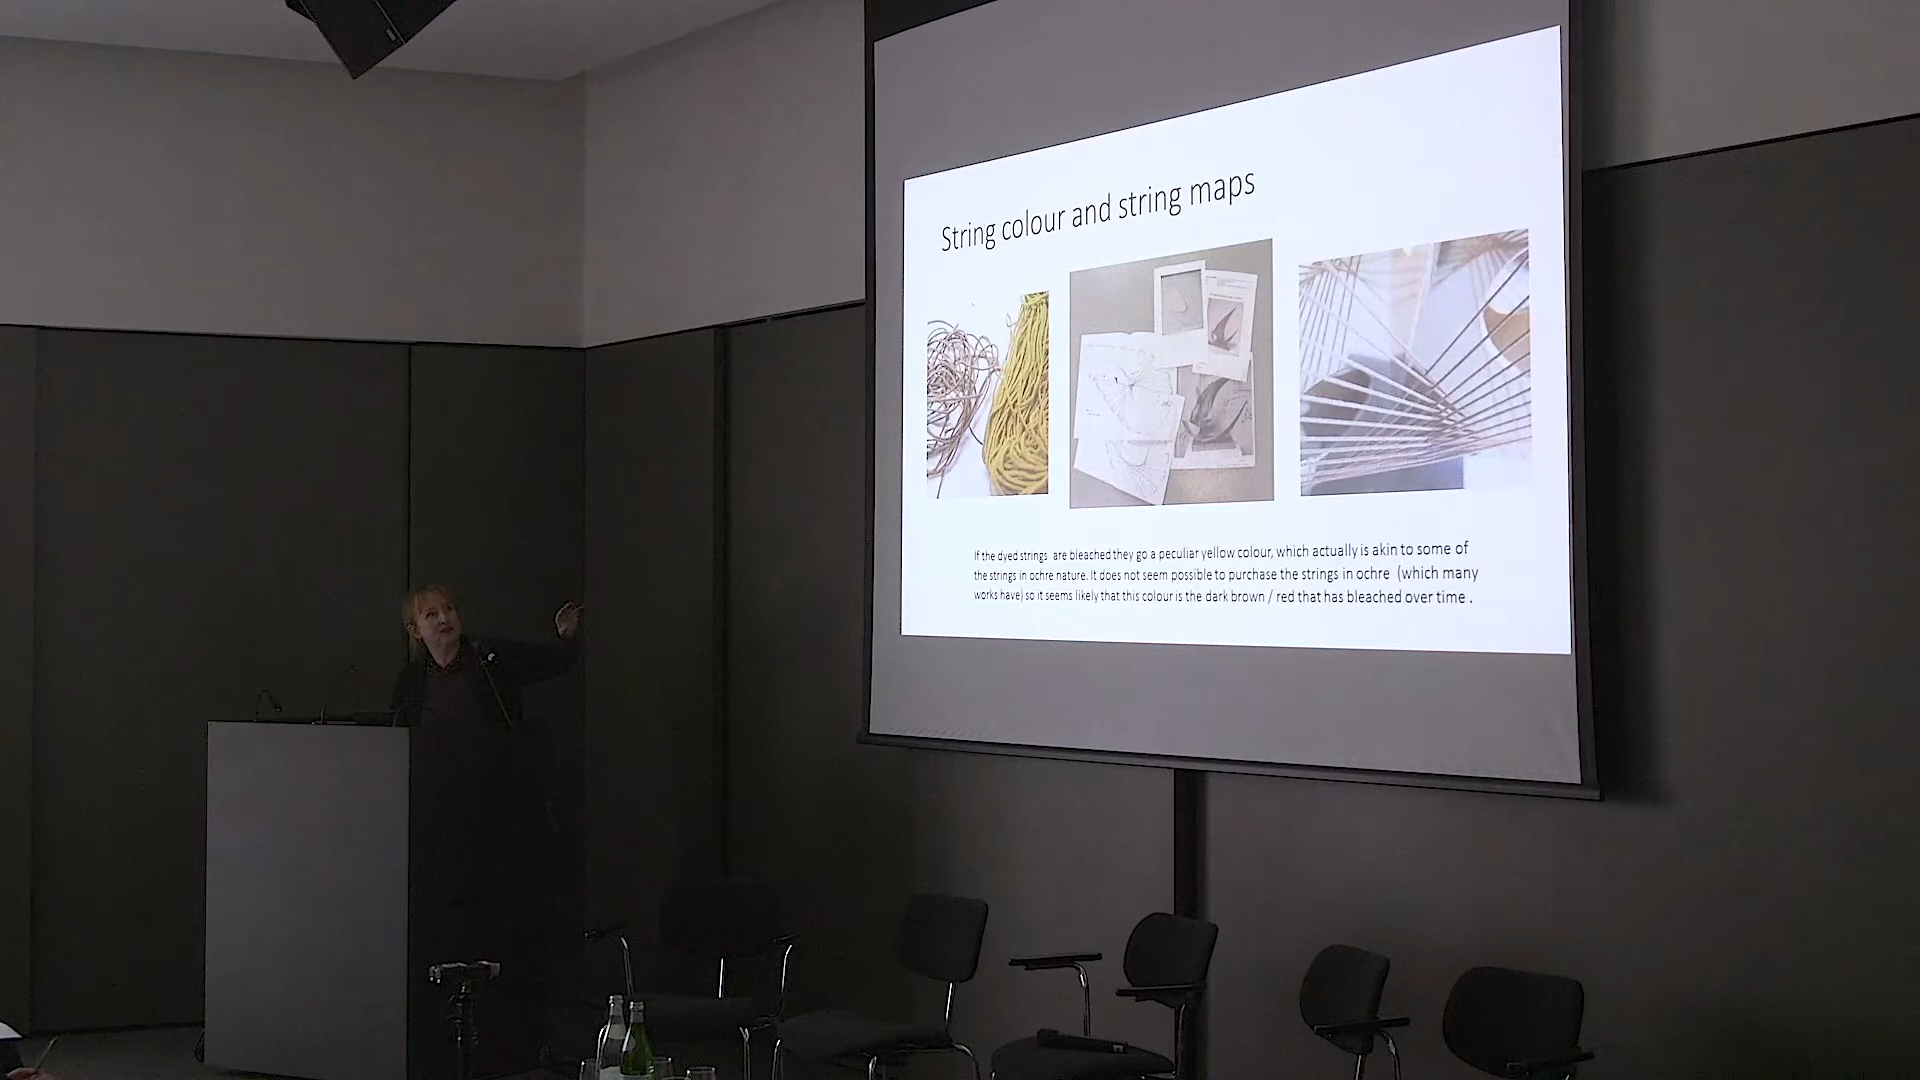 String colour and string maps
If the dyed strings are bleached they go a peculiar yellow colour, which actually is akin to some of
the strings in ochre nature. It does not seem possible to purchase the strings in ochre (which many
works have) so it seems likely that this colour is the dark brown / red that has bleached over time .